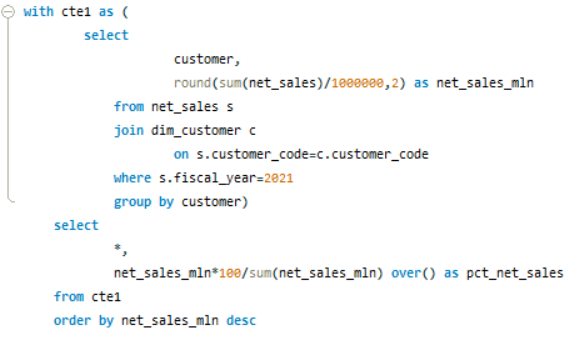 with cte1 as (
select
customer,
round(sum(net_sales)/1000000,2) as net_sales_mln
from net_sales s
join dim_customer c
on s.customer_code=c.customer_code
where s.fiscal_year=2021
group by customer)
select
*,
net_sales_mln*100/sum(net_sales_mln) over() as pct_net_sales
from cte1
order by net_sales_mln desc